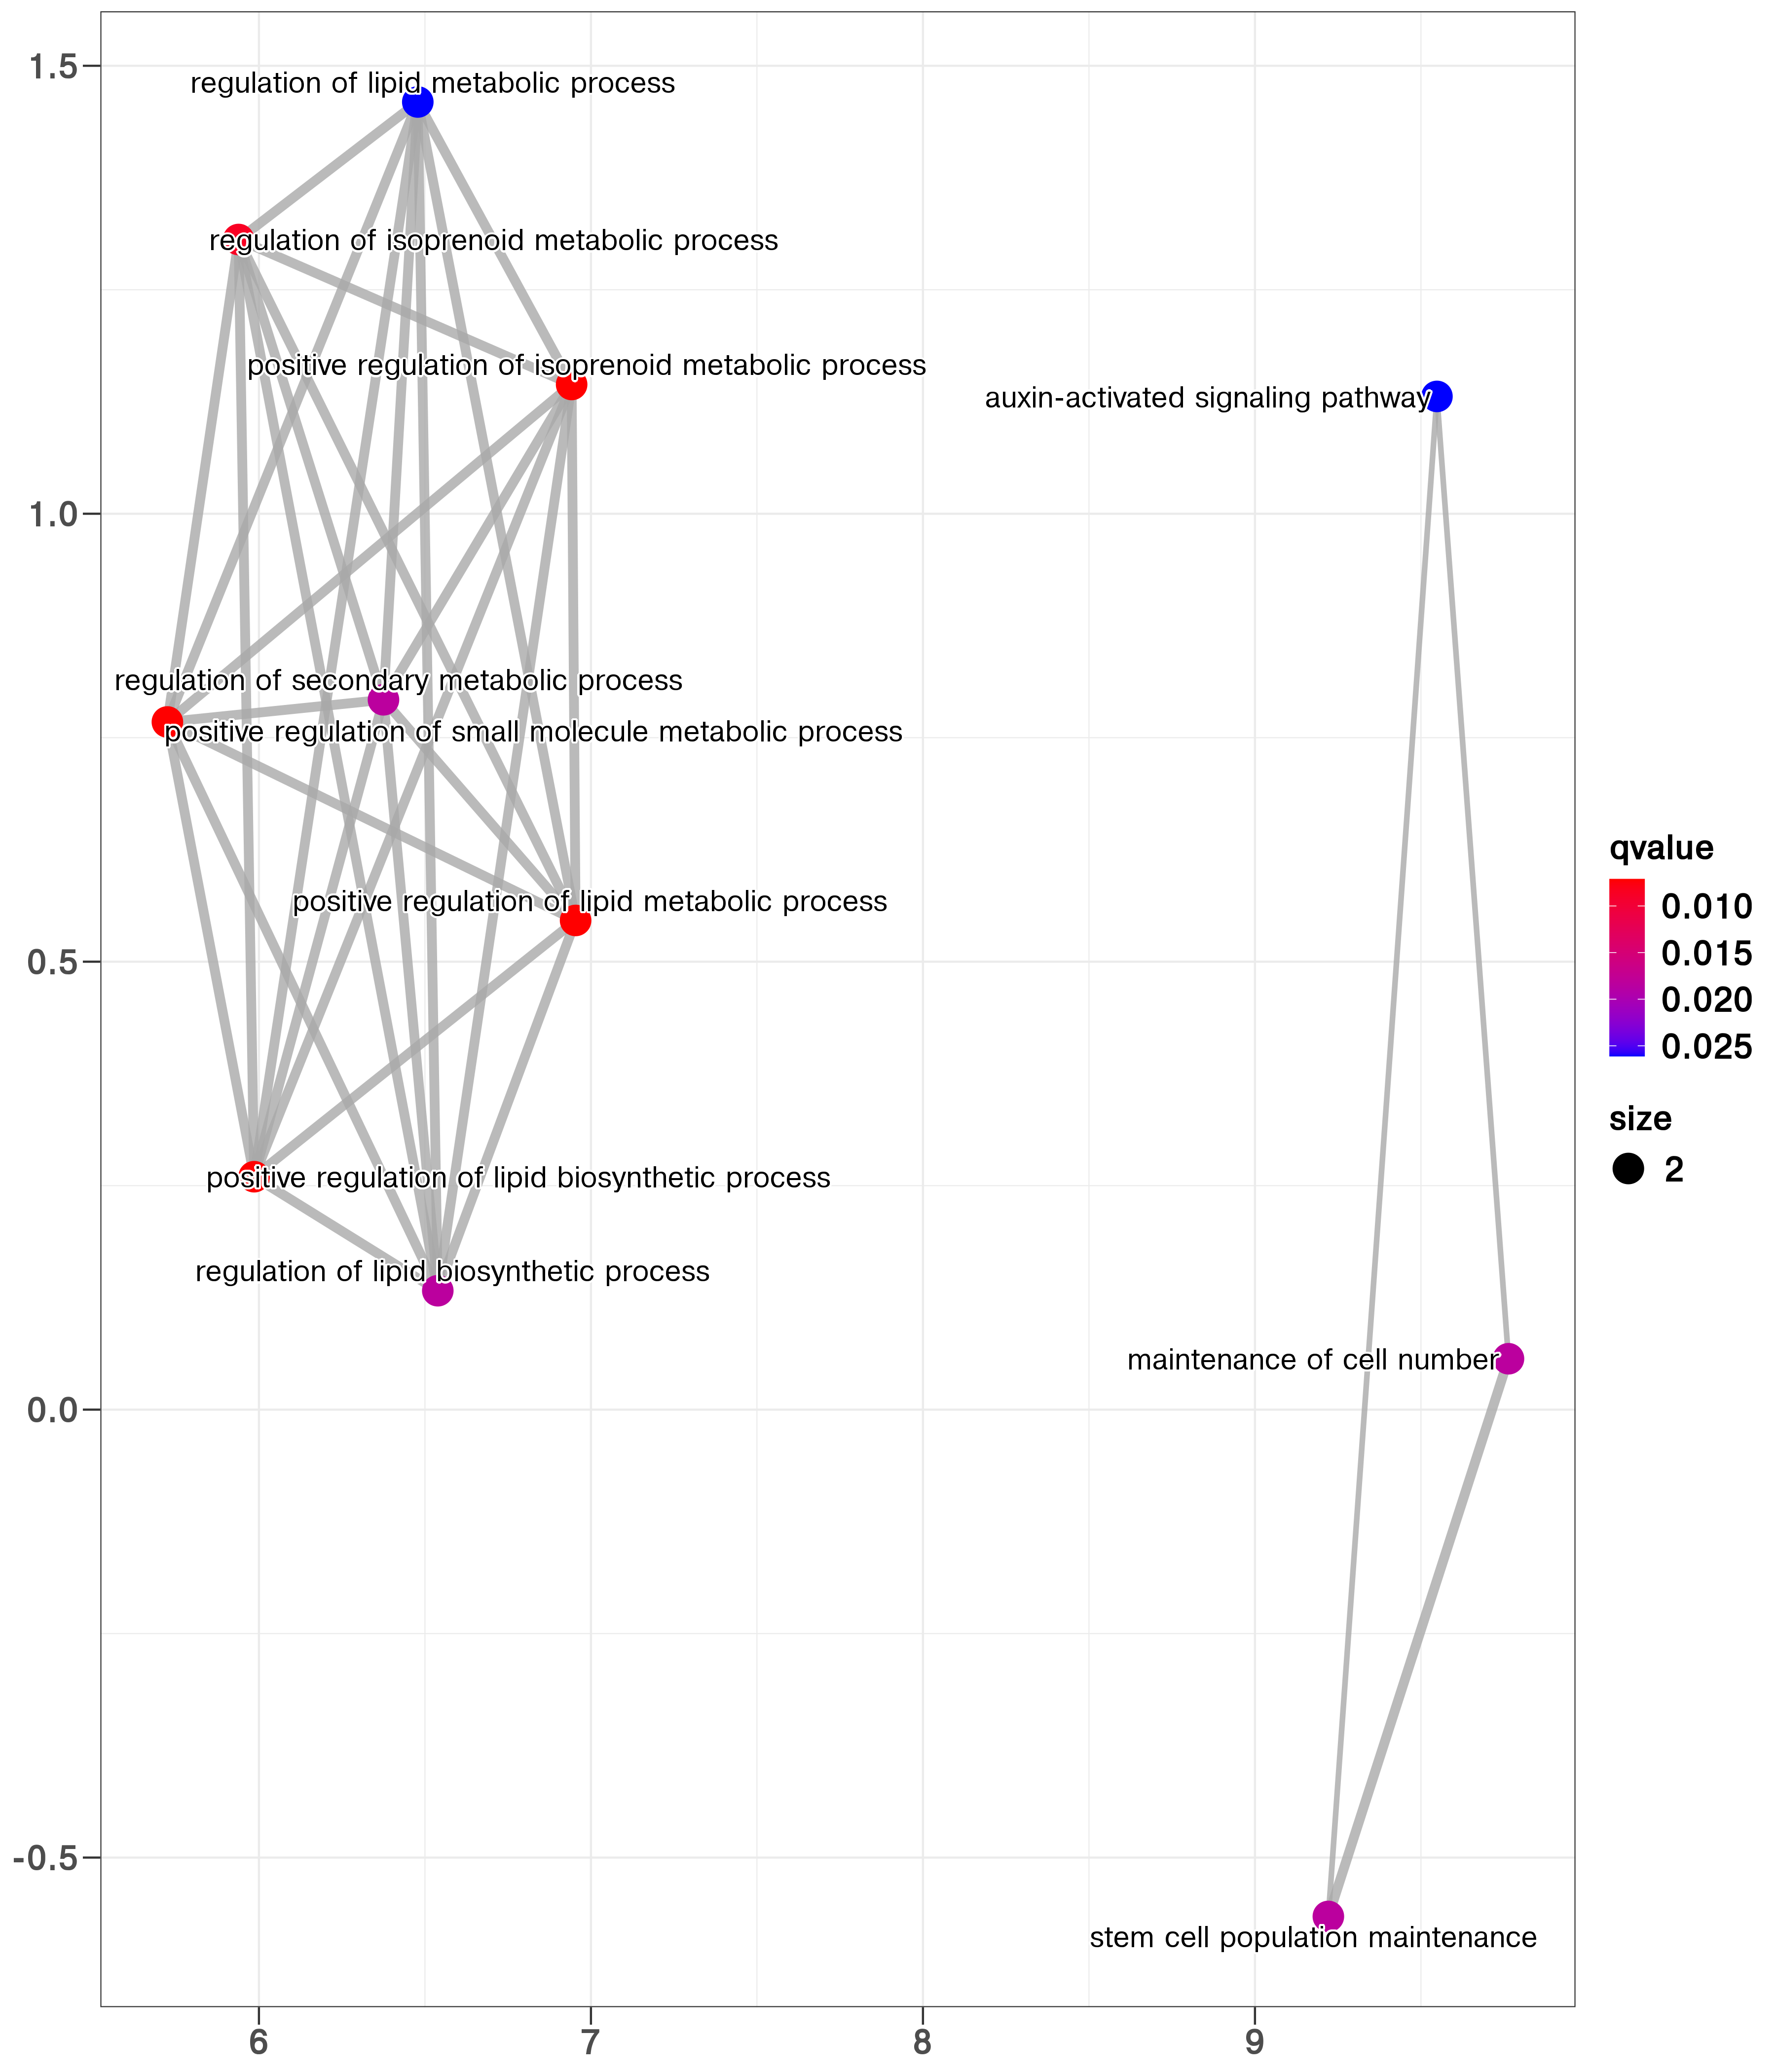 1.5
regulation of lipid metabolic process
regulation of isoprenoid metabolic process
positive regulation of isoprenoid metabolic process
auxin-activated signaling pathway
1.0
regulation of secondary metabolic process
positive regulation of small molecule metabolic process
positive regulation of lipid metabolic process
0.5
positive regulation of lipid biosynthetic process
regulation of lipid biosynthetic process
maintenance of cell number
0.0
-0.5
stem cell population maintenance
6
7
8
9
qvalue
0.010
0.015
0.020
0.025
size
2